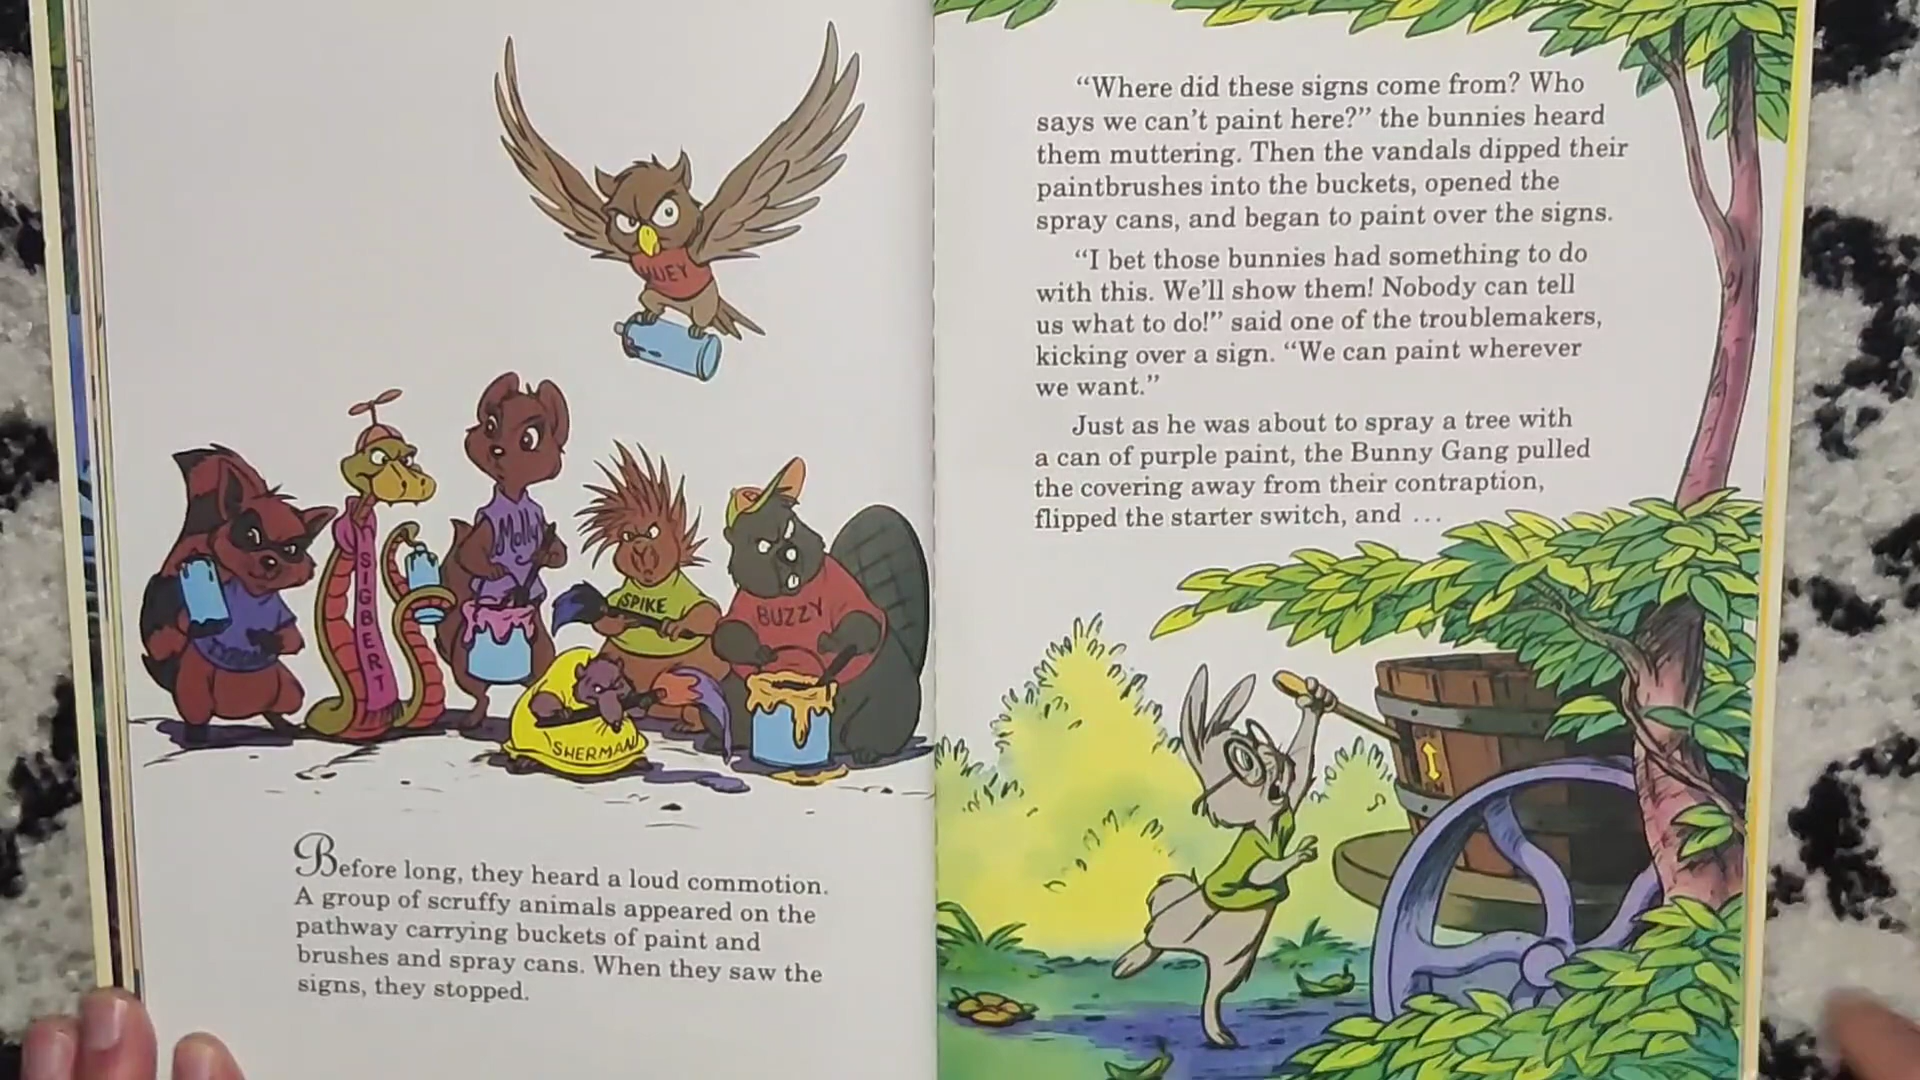 HUEY
SIGBERT
Molly
SPIKE
BUZZY
SHERMAN
Before long, they heard a loud commotion.
A group of scruffy animals appeared on the
pathway carrying buckets of paint and
brushes and spray cans. When they saw the
signs, they stopped.
“Where did these signs come from? Who
says we can’t paint here?” the bunnies heard
them muttering. Then the vandals dipped their
paintbrushes into the buckets, opened the
spray cans, and began to paint over the signs.
“I bet those bunnies had something to do
with this. We’ll show them! Nobody can tell
us what to do!” said one of the troublemakers,
kicking over a sign. “We can paint wherever
we want.”
Just as he was about to spray a tree with
a can of purple paint, the Bunny Gang pulled
the covering away from their contraption,
flipped the starter switch, and ...